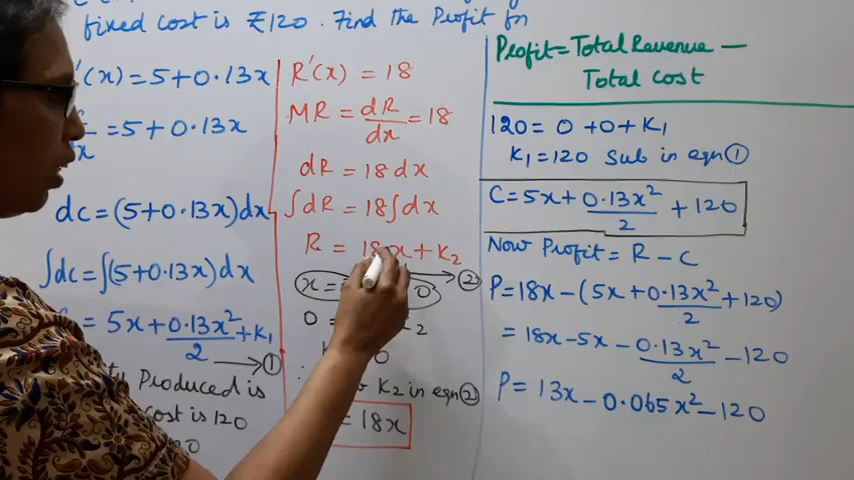 fixed cost is ₹120 . Find the Profit fn
'(x) = 5 + 0.13x
= 5 + 0.13x
dc = (5+0.13x)dx
∫dc = ∫(5+0.13x)dx
= 5x + 0.13x²/2 + K₁ → ①
Produced is
cost is 120
R'(x) = 18
MR = dR/dx = 18
dR = 18 dx
∫dR = 18∫dx
R = 18x + K₂ → ②
x = 0
0 = 2
0
∴ K₂ in eqn ②
= 18x
Profit = Total Revenue —
Total cost
120 = 0 + 0 + K₁
K₁ = 120 Sub in eqn ①
C = 5x + 0.13x²/2 + 120
Now Profit = R - C
P = 18x - (5x + 0.13x²/2 + 120)
= 18x - 5x - 0.13x²/2 - 120
P = 13x - 0.065x² - 120